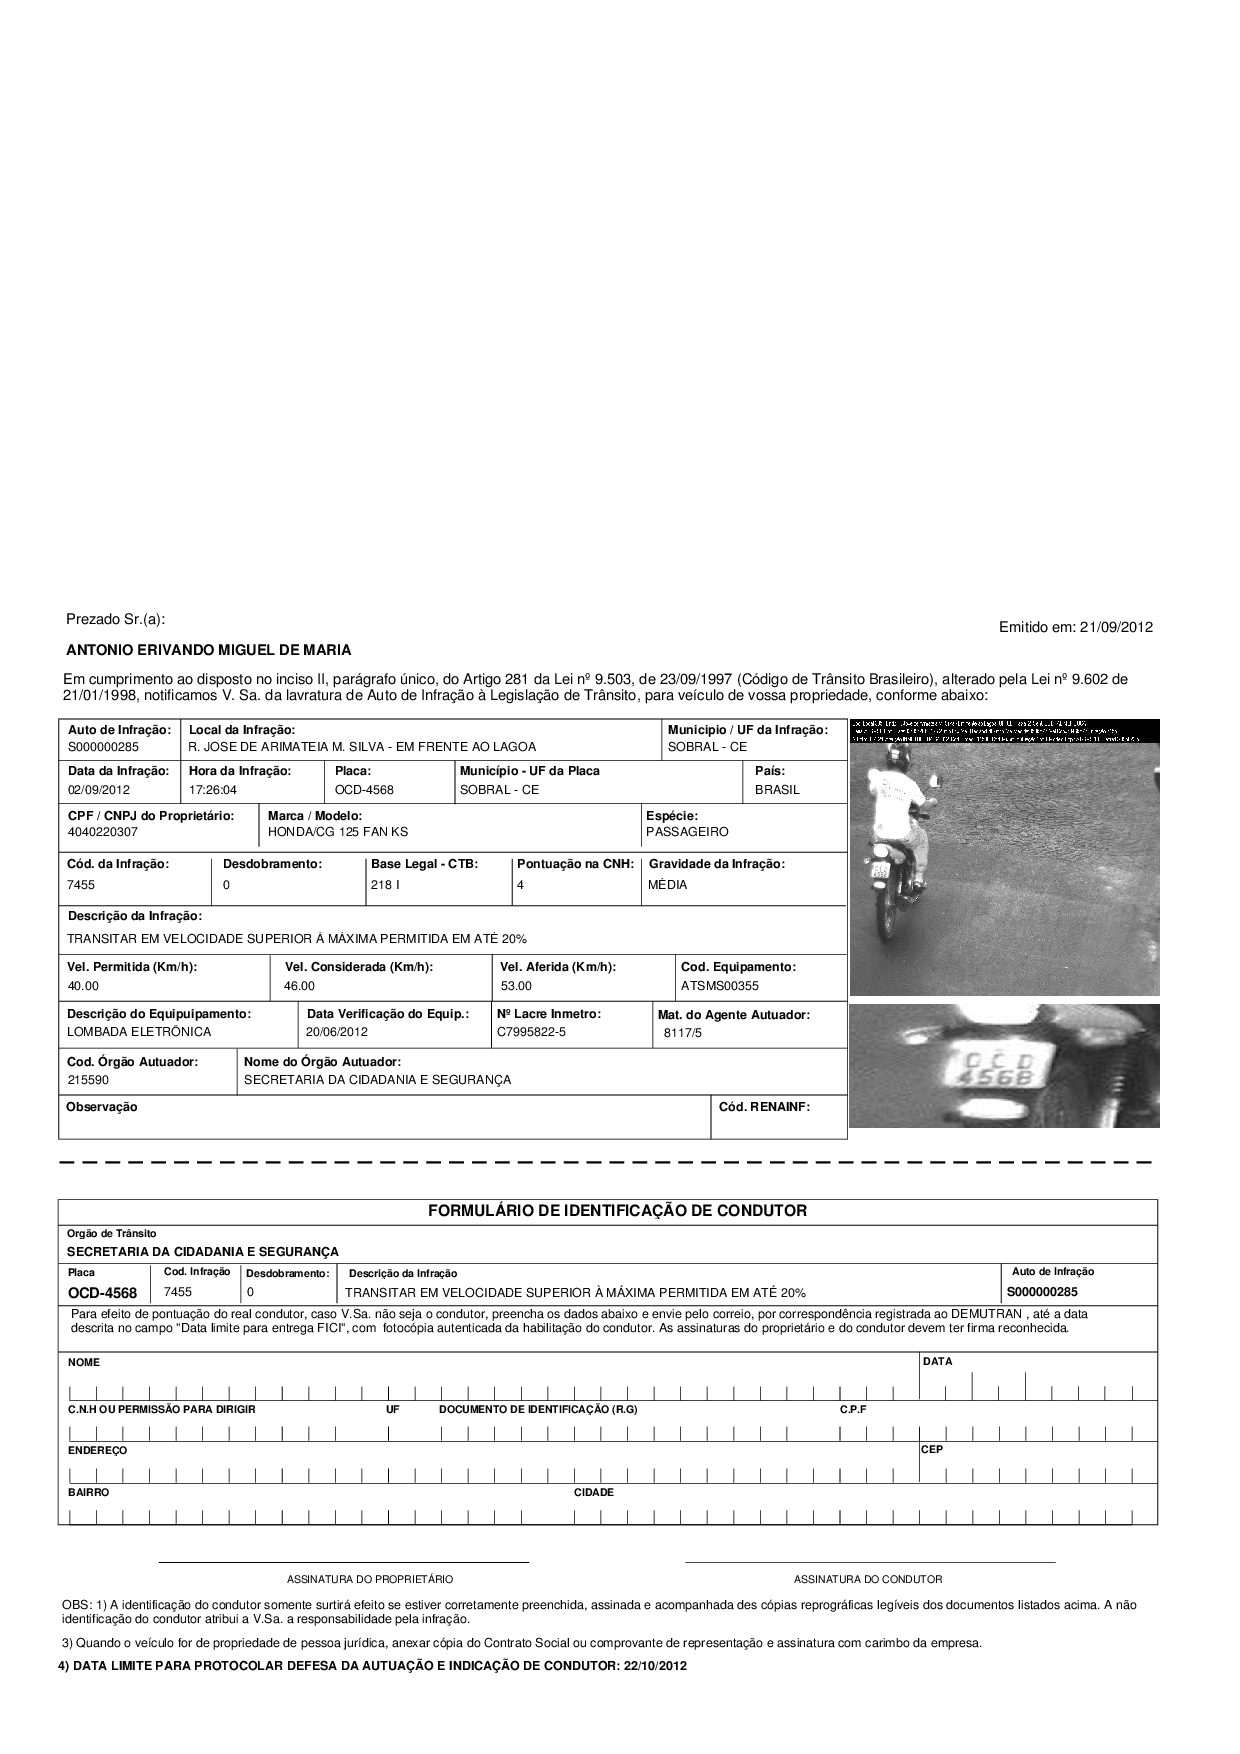 Prezado Sr.(a):
Emitido em: 21/09/2012
ANTONIO ERIVANDO MIGUEL DE MARIA
Em cumprimento ao disposto no inciso II, parágrafo único, do Artigo 281 da Lei nº 9.503, de 23/09/1997 (Código de Trânsito Brasileiro), alterado pela Lei nº 9.602 de
21/01/1998, notificamos V. Sa. da lavratura de Auto de Infração à Legislação de Trânsito, para veículo de vossa propriedade, conforme abaixo:
Auto de Infração: Local da Infração: Municipio / UF da Infração:
S000000285 R. JOSE DE ARIMATEIA M. SILVA - EM FRENTE AO LAGOA SOBRAL - CE
Data da Infração: Hora da Infração: Placa: Município - UF da Placa País:
02/09/2012 17:26:04 OCD-4568 SOBRAL - CE BRASIL
CPF / CNPJ do Proprietário: Marca / Modelo: Espécie:
4040220307 HONDA/CG 125 FAN KS PASSAGEIRO
Cód. da Infração: Desdobramento: Base Legal - CTB: Pontuação na CNH: Gravidade da Infração:
7455 0 218 I 4 MÉDIA
Descrição da Infração:
TRANSITAR EM VELOCIDADE SUPERIOR À MÁXIMA PERMITIDA EM ATÉ 20%
Vel. Permitida (Km/h): Vel. Considerada (Km/h): Vel. Aferida (Km/h): Cod. Equipamento:
40.00 46.00 53.00 ATSMS00355
Descrição do Equipuipamento: Data Verificação do Equip.: Nº Lacre Inmetro: Mat. do Agente Autuador:
LOMBADA ELETRÔNICA 20/06/2012 C7995822-5 8117/5
Cod. Órgão Autuador: Nome do Órgão Autuador:
215590 SECRETARIA DA CIDADANIA E SEGURANÇA
Observação Cód. RENAINF:
OCD
4568
FORMULÁRIO DE IDENTIFICAÇÃO DE CONDUTOR
Orgão de Trânsito
SECRETARIA DA CIDADANIA E SEGURANÇA
Placa Cod. Infração Desdobramento: Descrição da Infração Auto de Infração
OCD-4568 7455 0 TRANSITAR EM VELOCIDADE SUPERIOR À MÁXIMA PERMITIDA EM ATÉ 20% S000000285
Para efeito de pontuação do real condutor, caso V.Sa. não seja o condutor, preencha os dados abaixo e envie pelo correio, por correspondência registrada ao DEMUTRAN , até a data
descrita no campo "Data limite para entrega FICI", com fotocópia autenticada da habilitação do condutor. As assinaturas do proprietário e do condutor devem ter firma reconhecida.
NOME DATA
C.N.H OU PERMISSÃO PARA DIRIGIR UF DOCUMENTO DE IDENTIFICAÇÃO (R.G) C.P.F
ENDEREÇO CEP
BAIRRO CIDADE
ASSINATURA DO PROPRIETÁRIO ASSINATURA DO CONDUTOR
OBS: 1) A identificação do condutor somente surtirá efeito se estiver corretamente preenchida, assinada e acompanhada des cópias reprográficas legíveis dos documentos listados acima. A não
identificação do condutor atribui a V.Sa. a responsabilidade pela infração.
3) Quando o veículo for de propriedade de pessoa jurídica, anexar cópia do Contrato Social ou comprovante de representação e assinatura com carimbo da empresa.
4) DATA LIMITE PARA PROTOCOLAR DEFESA DA AUTUAÇÃO E INDICAÇÃO DE CONDUTOR: 22/10/2012